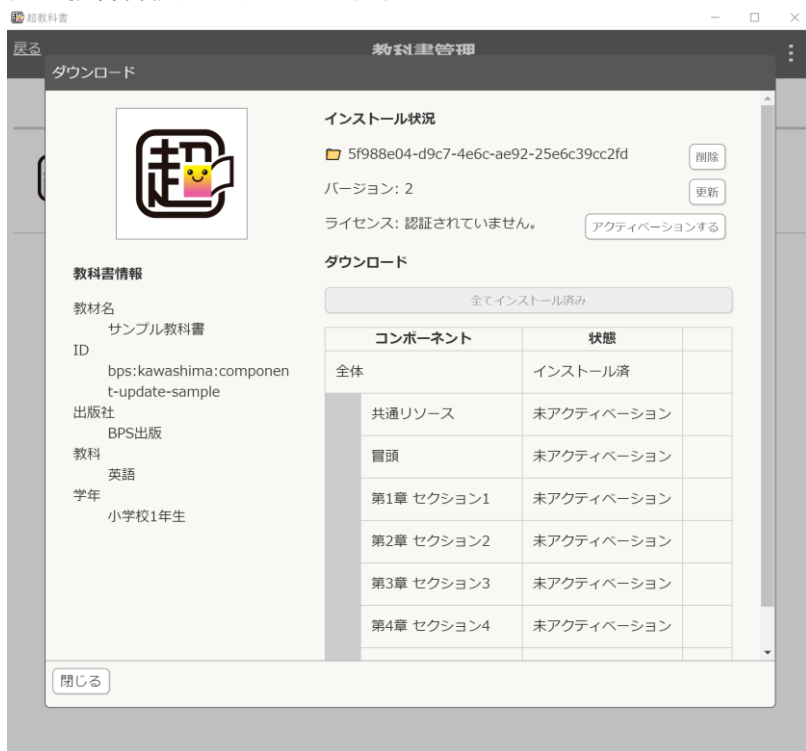 超教科書
戻る
教科書管理
ダウンロード
超
教科書情報
教材名
サンプル教科書
ID
bps:kawashima:componen
t-update-sample
出版社
BPS出版
教科
英語
学年
小学校1年生
インストール状況
5f988e04-d9c7-4e6c-ae92-25e6c39cc2fd
削除
バージョン: 2
更新
ライセンス: 認証されていません。
アクティベーションする
ダウンロード
全てインストール済み
コンポーネント 状態
全体 インストール済
共通リソース 未アクティベーション
冒頭 未アクティベーション
第1章 セクション1 未アクティベーション
第2章 セクション2 未アクティベーション
第3章 セクション3 未アクティベーション
第4章 セクション4 未アクティベーション
閉じる